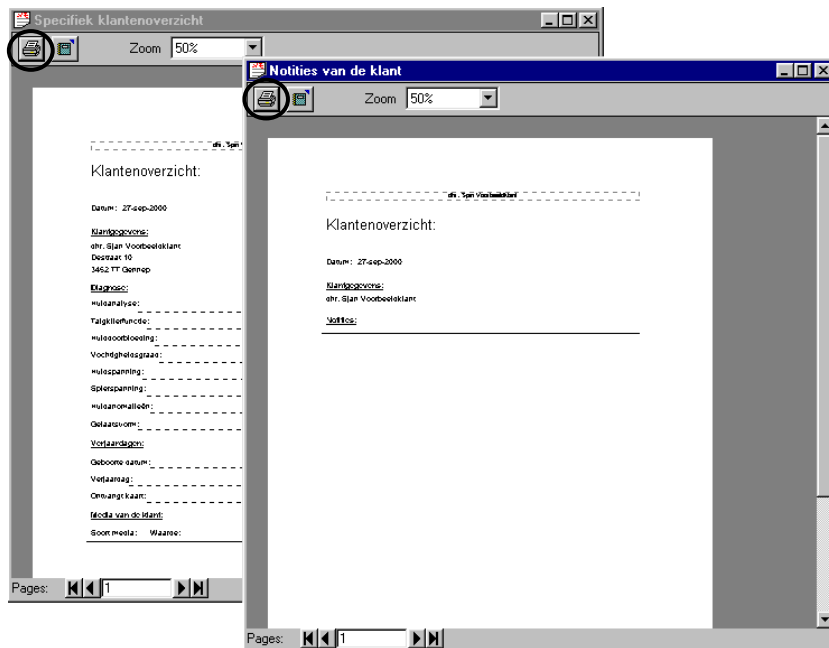 Specifiek klantenoverzicht
Zoom 50%
Klantenoverzicht:
Datum: 27-sep-2000
Klantgegevens:
dhr. Sjan Voorbeeldklant
Destraat 10
3452 TT Gennep
Diagnose:
Huidanalyse:
Talgklierfunctie:
Huiddoorbloeding:
Vochtigheidsgraad:
Huidspanning:
Spierspanning:
Huidanomalieën:
Gelaatsvorm:
Verjaardagen:
Geboorte datum:
Verjaardag:
Ontvangt kaart:
Media van de klant:
Soort media: Waarde:
Pages: 1
Notities van de klant
Zoom 50%
dhr. Sjan Voorbeeldklant
Klantenoverzicht:
Datum: 27-sep-2000
Klantgegevens:
dhr. Sjan Voorbeeldklant
Notities:
Pages: 1